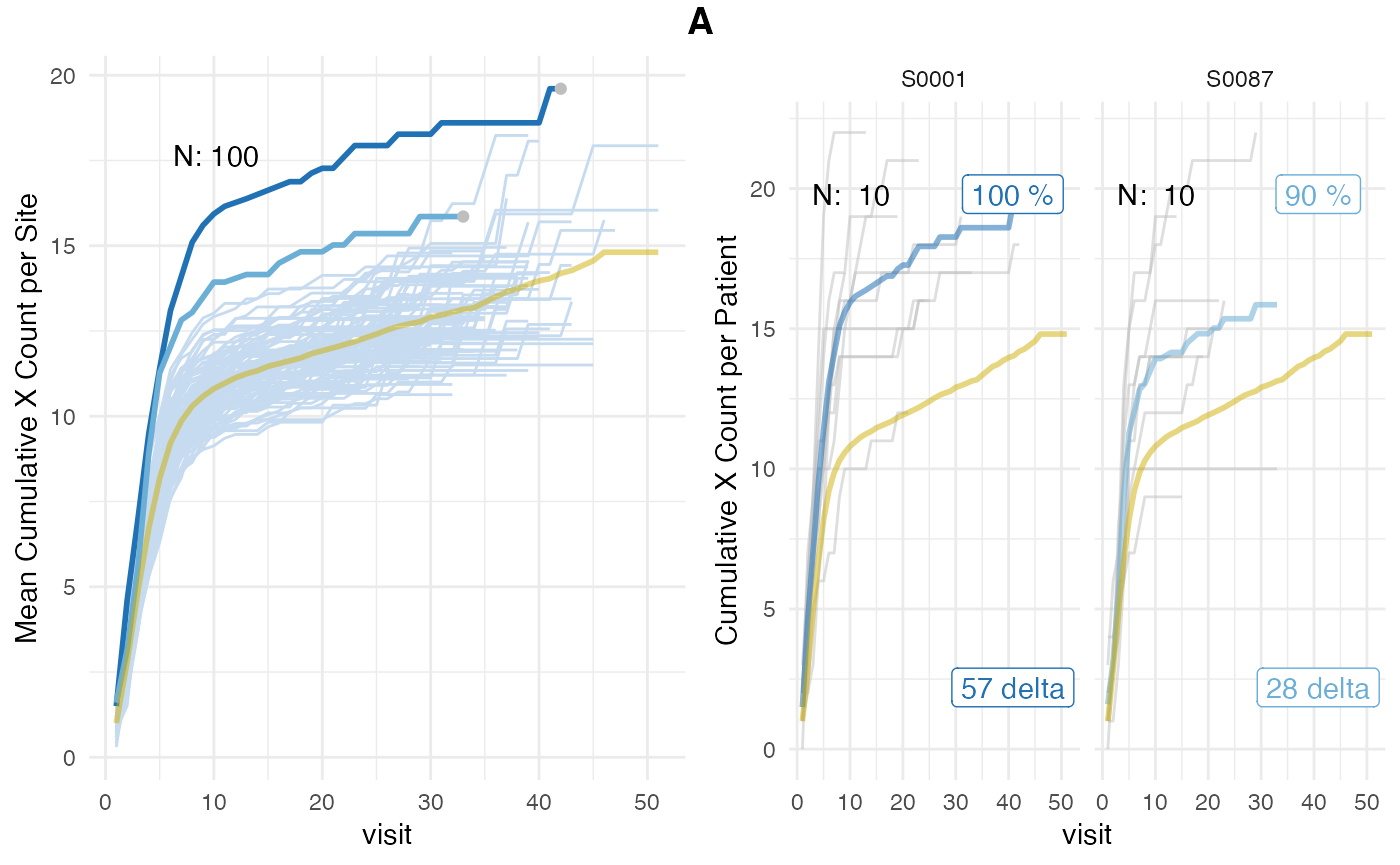 A
Mean Cumulative X Count per Site
20
15
10
5
0
N: 100
0 10 20 30 40 50
visit
Cumulative X Count per Patient
S0001 S0087
20
15
10
5
0
N: 10 100 % N: 10 90 %
57 delta 28 delta
0 10 20 30 40 50 0 10 20 30 40 50
visit